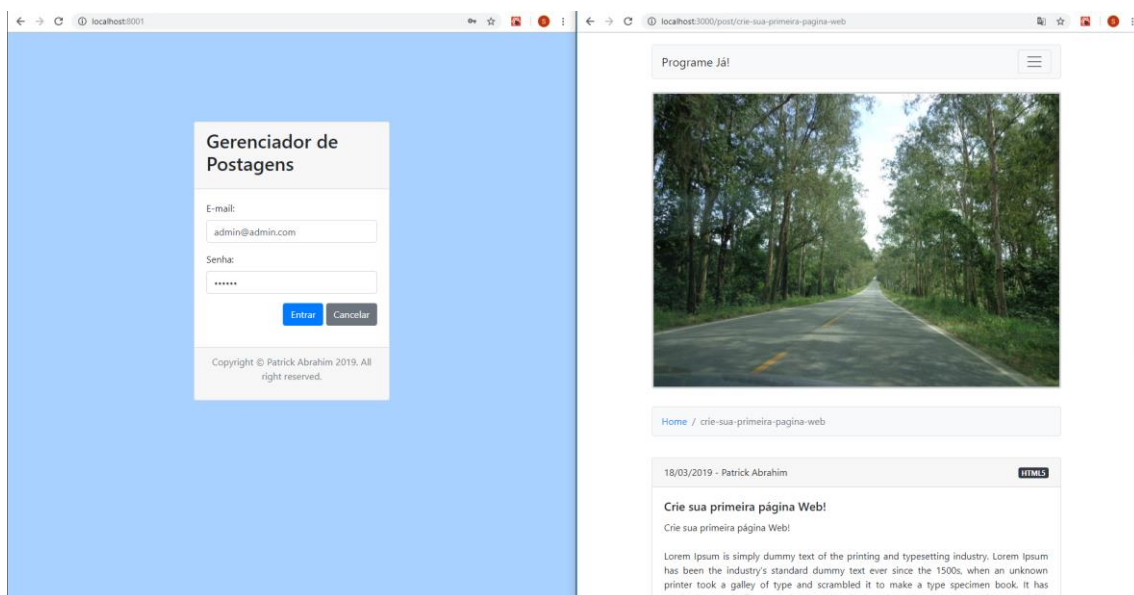 localhost:8001
Gerenciador de
Postagens
E-mail:
admin@admin.com
Senha:
••••••
Entrar Cancelar
Copyright © Patrick Abrahim 2019. All
right reserved.
localhost:3000/post/crie-sua-primeira-pagina-web
Programe Já!
Home / crie-sua-primeira-pagina-web
18/03/2019 - Patrick Abrahim HTML5
Crie sua primeira página Web!
Crie sua primeira página Web!
Lorem Ipsum is simply dummy text of the printing and typesetting industry. Lorem Ipsum
has been the industry's standard dummy text ever since the 1500s, when an unknown
printer took a galley of type and scrambled it to make a type specimen book. It has